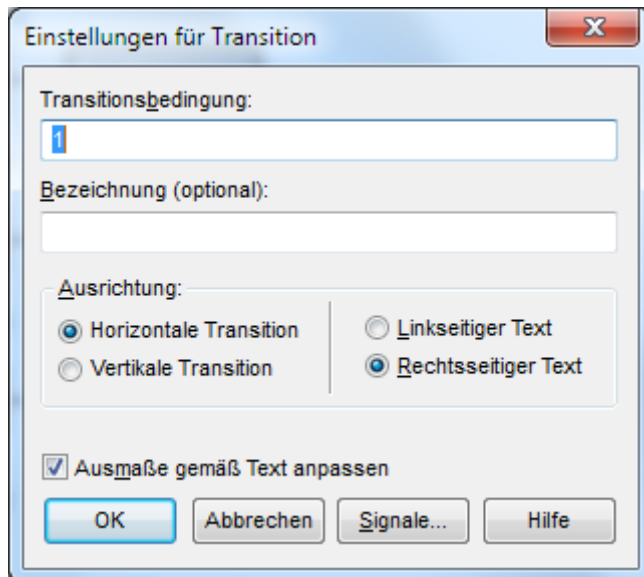 Einstellungen für Transition
Transitionsbedingung:
1
Bezeichnung (optional):
Ausrichtung:
Horizontale Transition
Linkseitiger Text
Vertikale Transition
Rechtsseitiger Text
Ausmaße gemäß Text anpassen
OK Abbrechen Signale... Hilfe